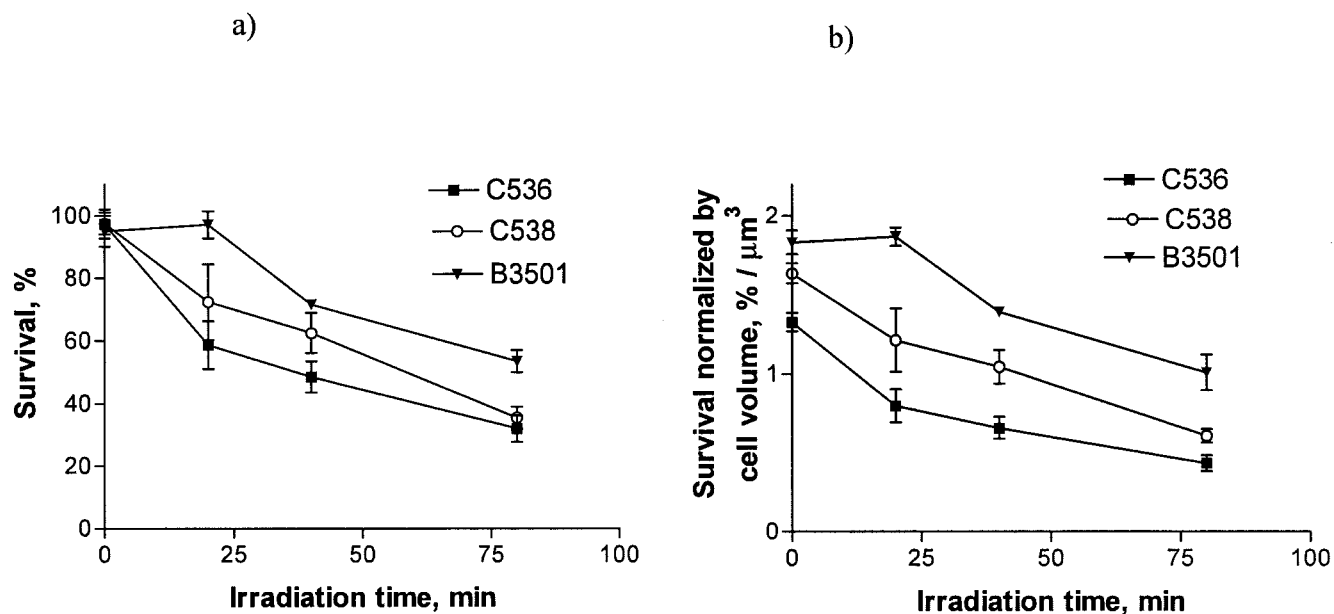 a)
C536
C538
B3501
100
80
60
40
20
0
Survival, %
0 25 50 75 100
Irradiation time, min
b)
C536
C538
B3501
2
1
0
Survival normalized by
cell volume, % / μm³
0 25 50 75 100
Irradiation time, min